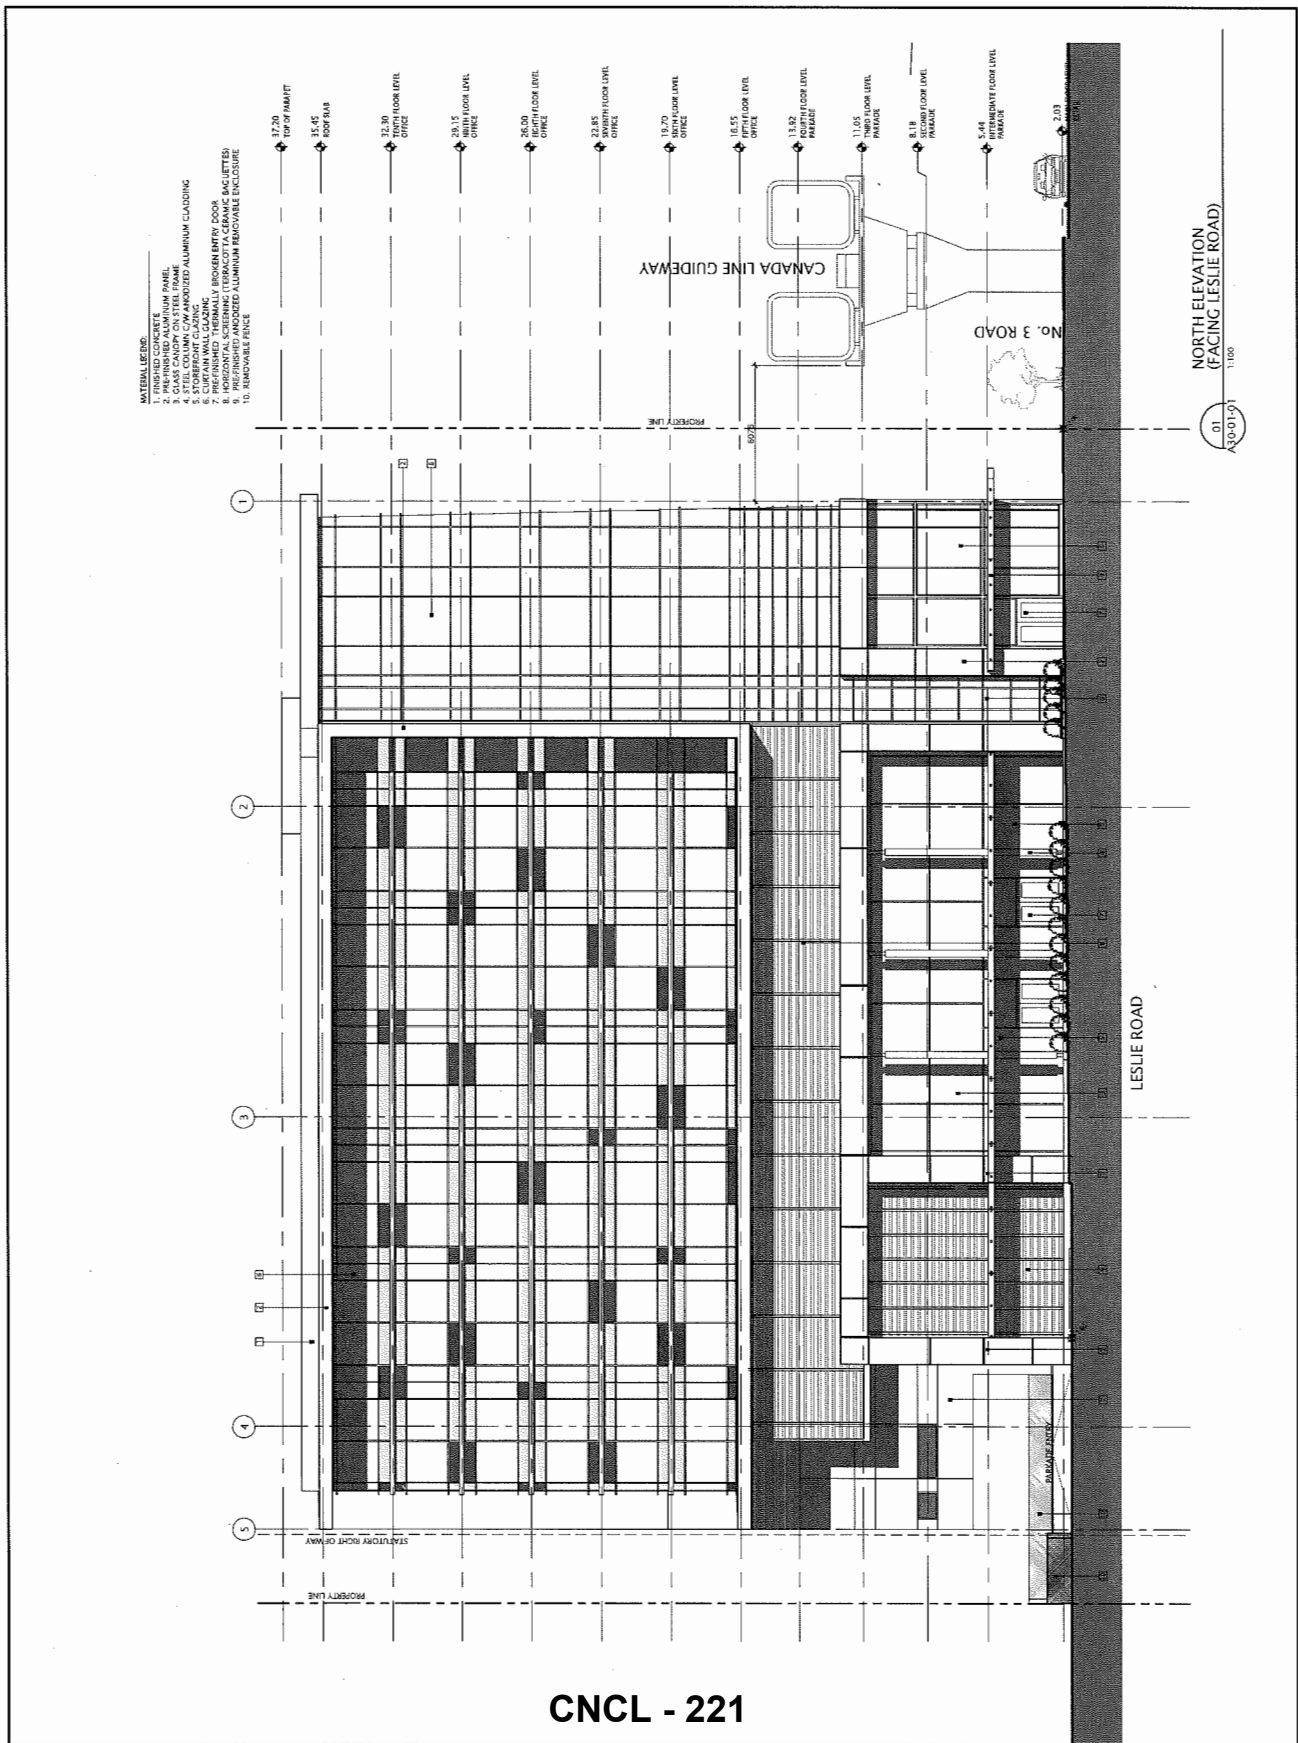 MATERIAL LEGEND:
1. FINISHED CONCRETE
2. PRE-FINISHED ALUMINUM PANEL
3. GLASS CANOPY ON STEEL FRAME
4. STEEL COLUMN C/W ANODIZED ALUMINUM CLADDING
5. STOREFRONT GLAZING
6. CURTAIN WALL GLAZING
7. PRE-FINISHED THERMALLY BROKEN ENTRY DOOR
8. HORIZONTAL SCREENING (TERRACOTTA CERAMIC BAGUETTES)
9. PRE-FINISHED ANODIZED ALUMINUM REMOVABLE ENCLOSURE
10. REMOVABLE FENCE
37.20
TOP OF PARAPET
35.45
ROOF SLAB
32.30
TENTH FLOOR LEVEL
OFFICE
29.15
NINTH FLOOR LEVEL
OFFICE
26.00
EIGHTH FLOOR LEVEL
OFFICE
22.85
SEVENTH FLOOR LEVEL
OFFICE
19.70
SIXTH FLOOR LEVEL
OFFICE
16.55
FIFTH FLOOR LEVEL
OFFICE
13.92
FOURTH FLOOR LEVEL
PARKADE
11.05
THIRD FLOOR LEVEL
PARKADE
8.18
SECOND FLOOR LEVEL
PARKADE
5.44
INTERMEDIATE FLOOR LEVEL
PARKADE
2.03
5
4
3
2
1
PROPERTY LINE
STATUTORY RIGHT OF WAY
PROPERTY LINE
6075
CANADA LINE GUIDEWAY
No. 3 ROAD
PARKADE ENTRY
LESLIE ROAD
01
A30-01-01
NORTH ELEVATION
(FACING LESLIE ROAD)
1:100
CNCL - 221